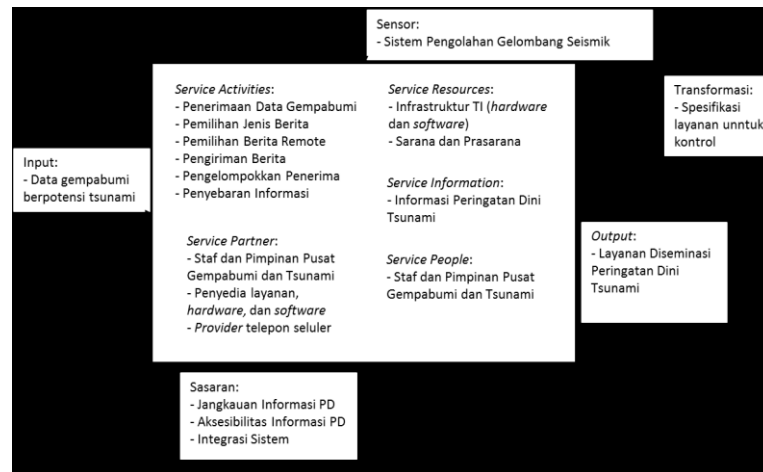 Sensor:
- Sistem Pengolahan Gelombang Seismik
Service Activities:
- Penerimaan Data Gempabumi
- Pemilihan Jenis Berita
- Pemilihan Berita Remote
- Pengiriman Berita
- Pengelompokkan Penerima
- Penyebaran Informasi
Service Resources:
- Infrastruktur TI (hardware
dan software)
- Sarana dan Prasarana
Transformasi:
- Spesifikasi
layanan unntuk
kontrol
Input:
- Data gempabumi
berpotensi tsunami
Service Information:
- Informasi Peringatan Dini
Tsunami
Service Partner:
- Staf dan Pimpinan Pusat
Gempabumi dan Tsunami
- Penyedia layanan,
hardware, dan software
- Provider telepon seluler
Service People:
- Staf dan Pimpinan Pusat
Gempabumi dan Tsunami
Output:
- Layanan Diseminasi
Peringatan Dini
Tsunami
Sasaran:
- Jangkauan Informasi PD
- Aksesibilitas Informasi PD
- Integrasi Sistem